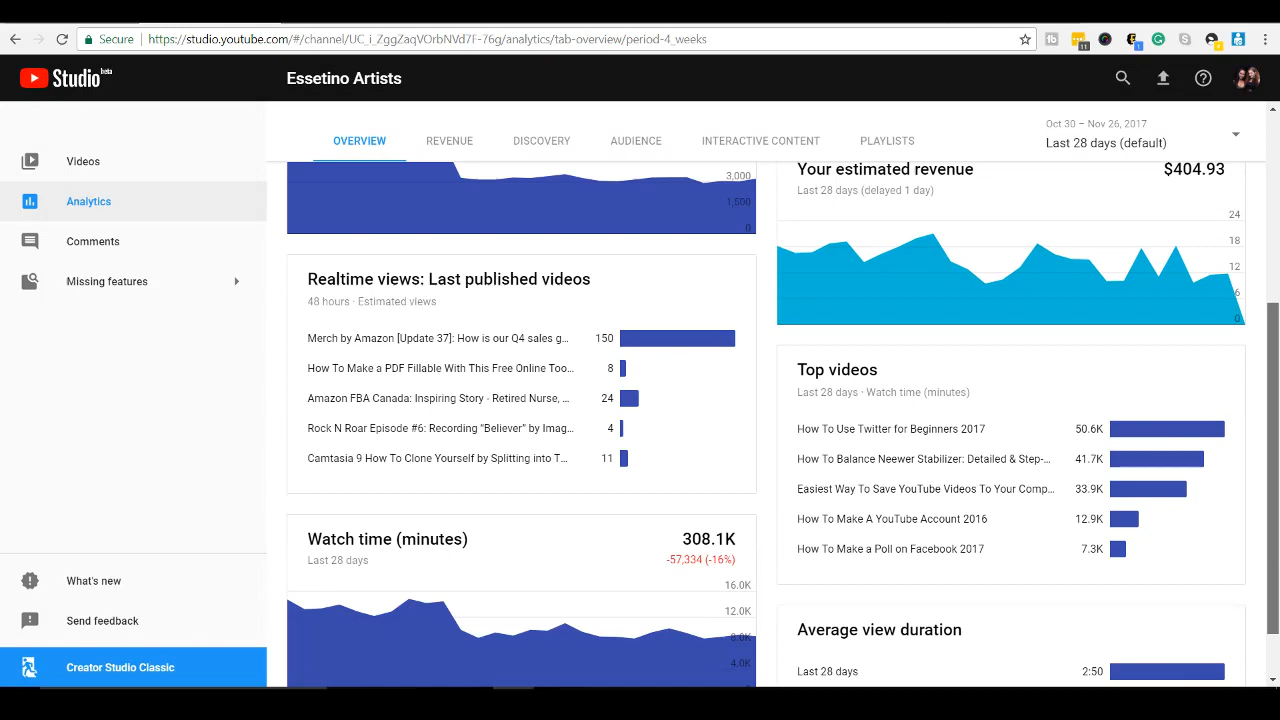 Secure
https://studio.youtube.com/#/channel/UC_i_ZggZaqVOrbNVd7F-76g/analytics/tab-overview/period-4_weeks
11
1
Studio beta
Essetino Artists
Videos
Analytics
Comments
Missing features
What's new
Send feedback
Creator Studio Classic
OVERVIEW
REVENUE
DISCOVERY
AUDIENCE
INTERACTIVE CONTENT
PLAYLISTS
Oct 30 – Nov 26, 2017
Last 28 days (default)
3,000
1,500
0
Realtime views: Last published videos
48 hours · Estimated views
Merch by Amazon [Update 37]: How is our Q4 sales g... 150
How To Make a PDF Fillable With This Free Online Too... 8
Amazon FBA Canada: Inspiring Story - Retired Nurse, ... 24
Rock N Roar Episode #6: Recording “Believer” by Imag... 4
Camtasia 9 How To Clone Yourself by Splitting into T... 11
Watch time (minutes) 308.1K
Last 28 days -57,334 (-16%)
16.0K
12.0K
8.0K
4.0K
Your estimated revenue $404.93
Last 28 days (delayed 1 day)
24
18
12
6
0
Top videos
Last 28 days · Watch time (minutes)
How To Use Twitter for Beginners 2017 50.6K
How To Balance Neewer Stabilizer: Detailed & Step-... 41.7K
Easiest Way To Save YouTube Videos To Your Comp... 33.9K
How To Make A YouTube Account 2016 12.9K
How To Make a Poll on Facebook 2017 7.3K
Average view duration
Last 28 days 2:50